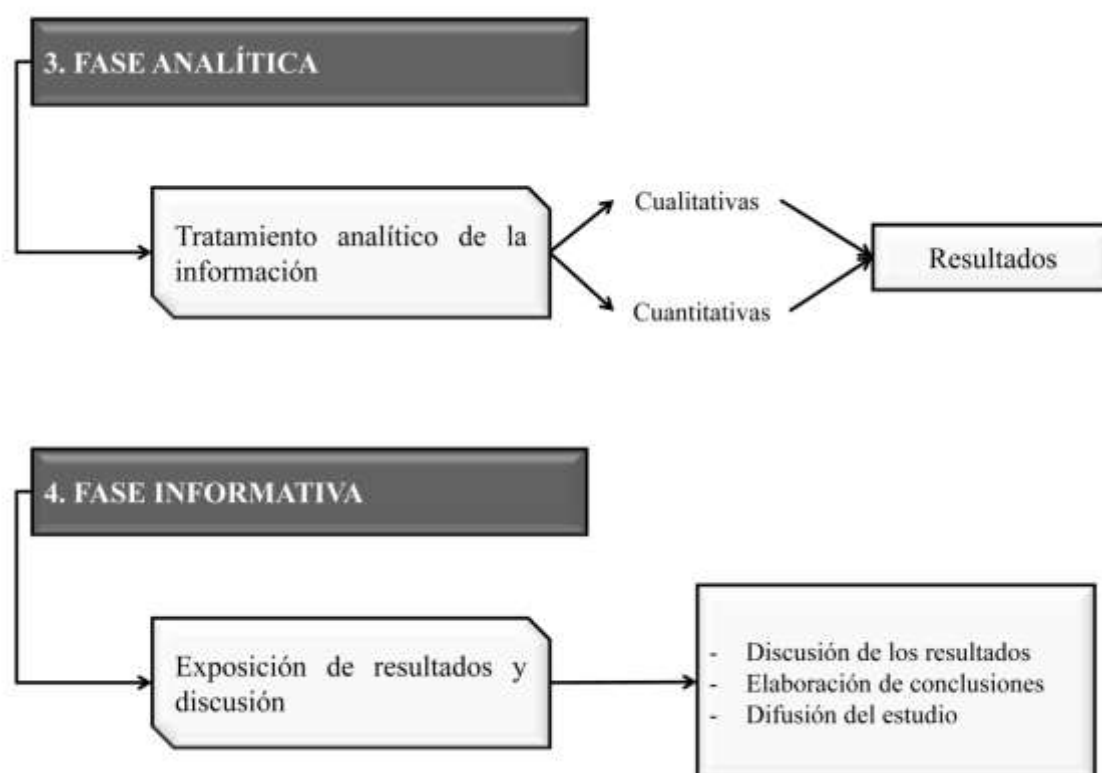 3. FASE ANALÍTICA
Tratamiento analítico de la
información
Cualitativas
Cuantitativas
Resultados
4. FASE INFORMATIVA
Exposición de resultados y
discusión
- Discusión de los resultados
- Elaboración de conclusiones
- Difusión del estudio